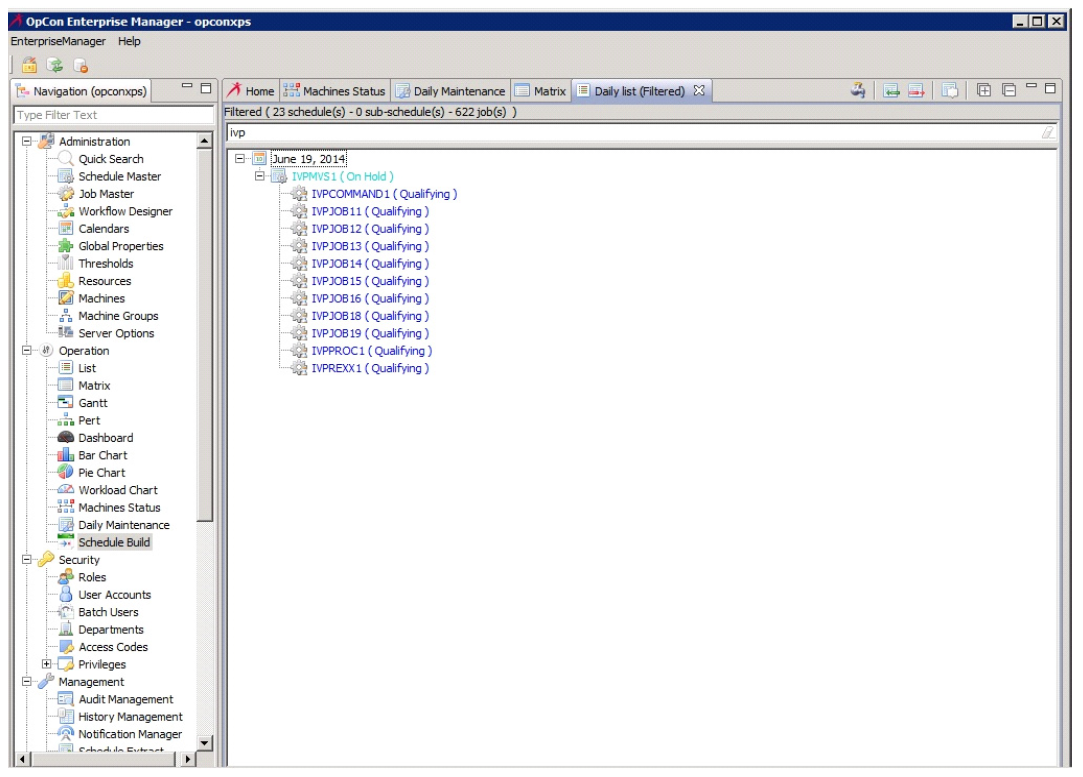 OpCon Enterprise Manager - opconxps
EnterpriseManager Help
Navigation (opconxps)
Type Filter Text
Administration
Quick Search
Schedule Master
Job Master
Workflow Designer
Calendars
Global Properties
Thresholds
Resources
Machines
Machine Groups
Server Options
Operation
List
Matrix
Gantt
Pert
Dashboard
Bar Chart
Pie Chart
Workload Chart
Machines Status
Daily Maintenance
Schedule Build
Security
Roles
User Accounts
Batch Users
Departments
Access Codes
Privileges
Management
Audit Management
History Management
Notification Manager
Schedule Extract
Home Machines Status Daily Maintenance Matrix Daily list (Filtered)
Filtered ( 23 schedule(s) - 0 sub-schedule(s) - 622 job(s) )
ivp
June 19, 2014
IVPMVS1 ( On Hold )
IVPCOMMAND1 ( Qualifying )
IVPJOB11 ( Qualifying )
IVPJOB12 ( Qualifying )
IVPJOB13 ( Qualifying )
IVPJOB14 ( Qualifying )
IVPJOB15 ( Qualifying )
IVPJOB16 ( Qualifying )
IVPJOB18 ( Qualifying )
IVPJOB19 ( Qualifying )
IVPPROC1 ( Qualifying )
IVPREXX1 ( Qualifying )